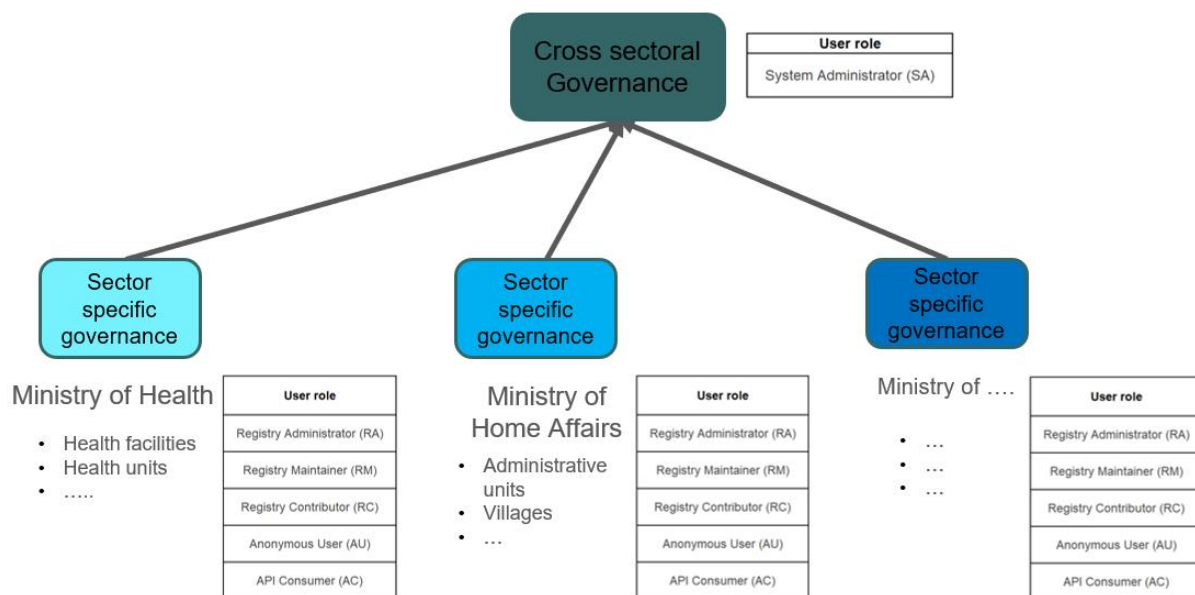 Cross sectoral
Governance
User role
System Administrator (SA)
Sector
specific
governance
Sector
specific
governance
Sector
specific
governance
Ministry of Health
• Health facilities
• Health units
• …..
User role
Registry Administrator (RA)
Registry Maintainer (RM)
Registry Contributor (RC)
Anonymous User (AU)
API Consumer (AC)
Ministry of
Home Affairs
• Administrative
units
• Villages
• …
User role
Registry Administrator (RA)
Registry Maintainer (RM)
Registry Contributor (RC)
Anonymous User (AU)
API Consumer (AC)
Ministry of ….
• …
• …
• …
User role
Registry Administrator (RA)
Registry Maintainer (RM)
Registry Contributor (RC)
Anonymous User (AU)
API Consumer (AC)